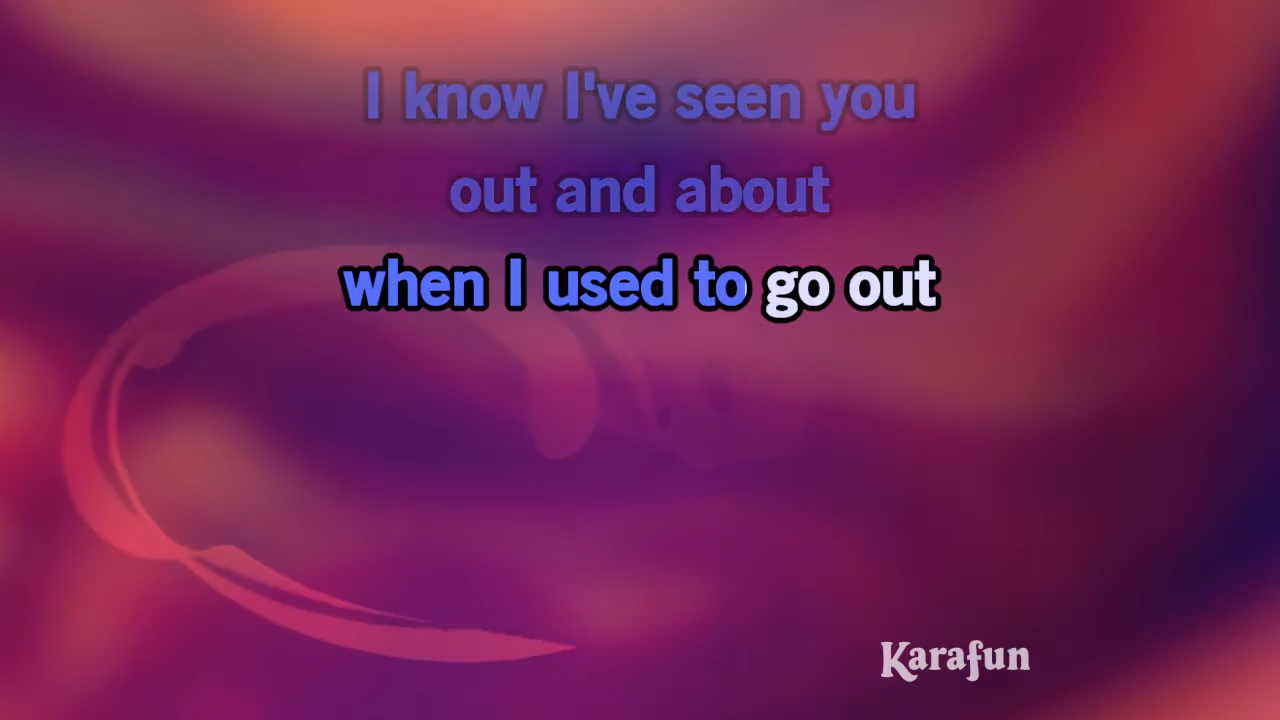 I know I've seen you
out and about
when I used to go out
Karafun